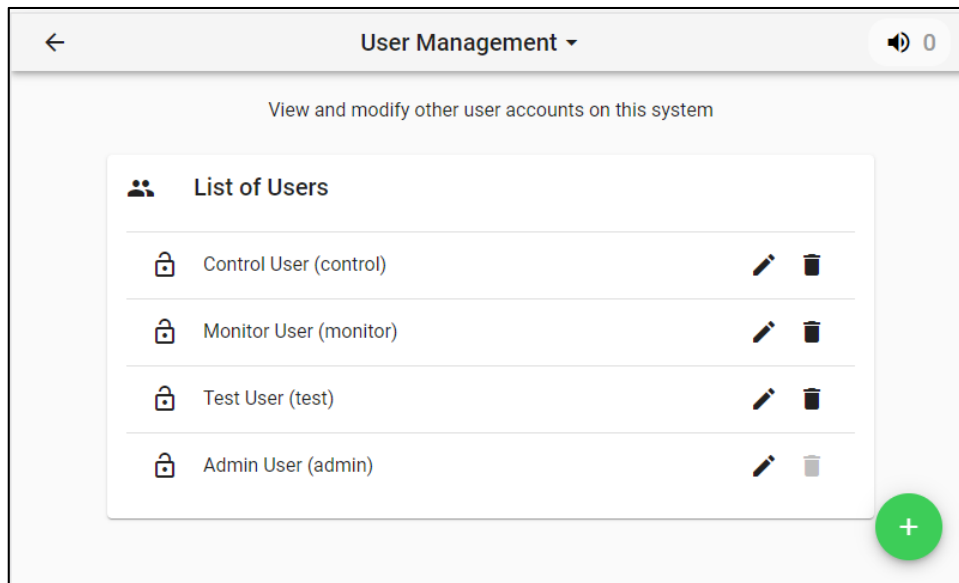 User Management
0
View and modify other user accounts on this system
List of Users
Control User (control)
Monitor User (monitor)
Test User (test)
Admin User (admin)
+